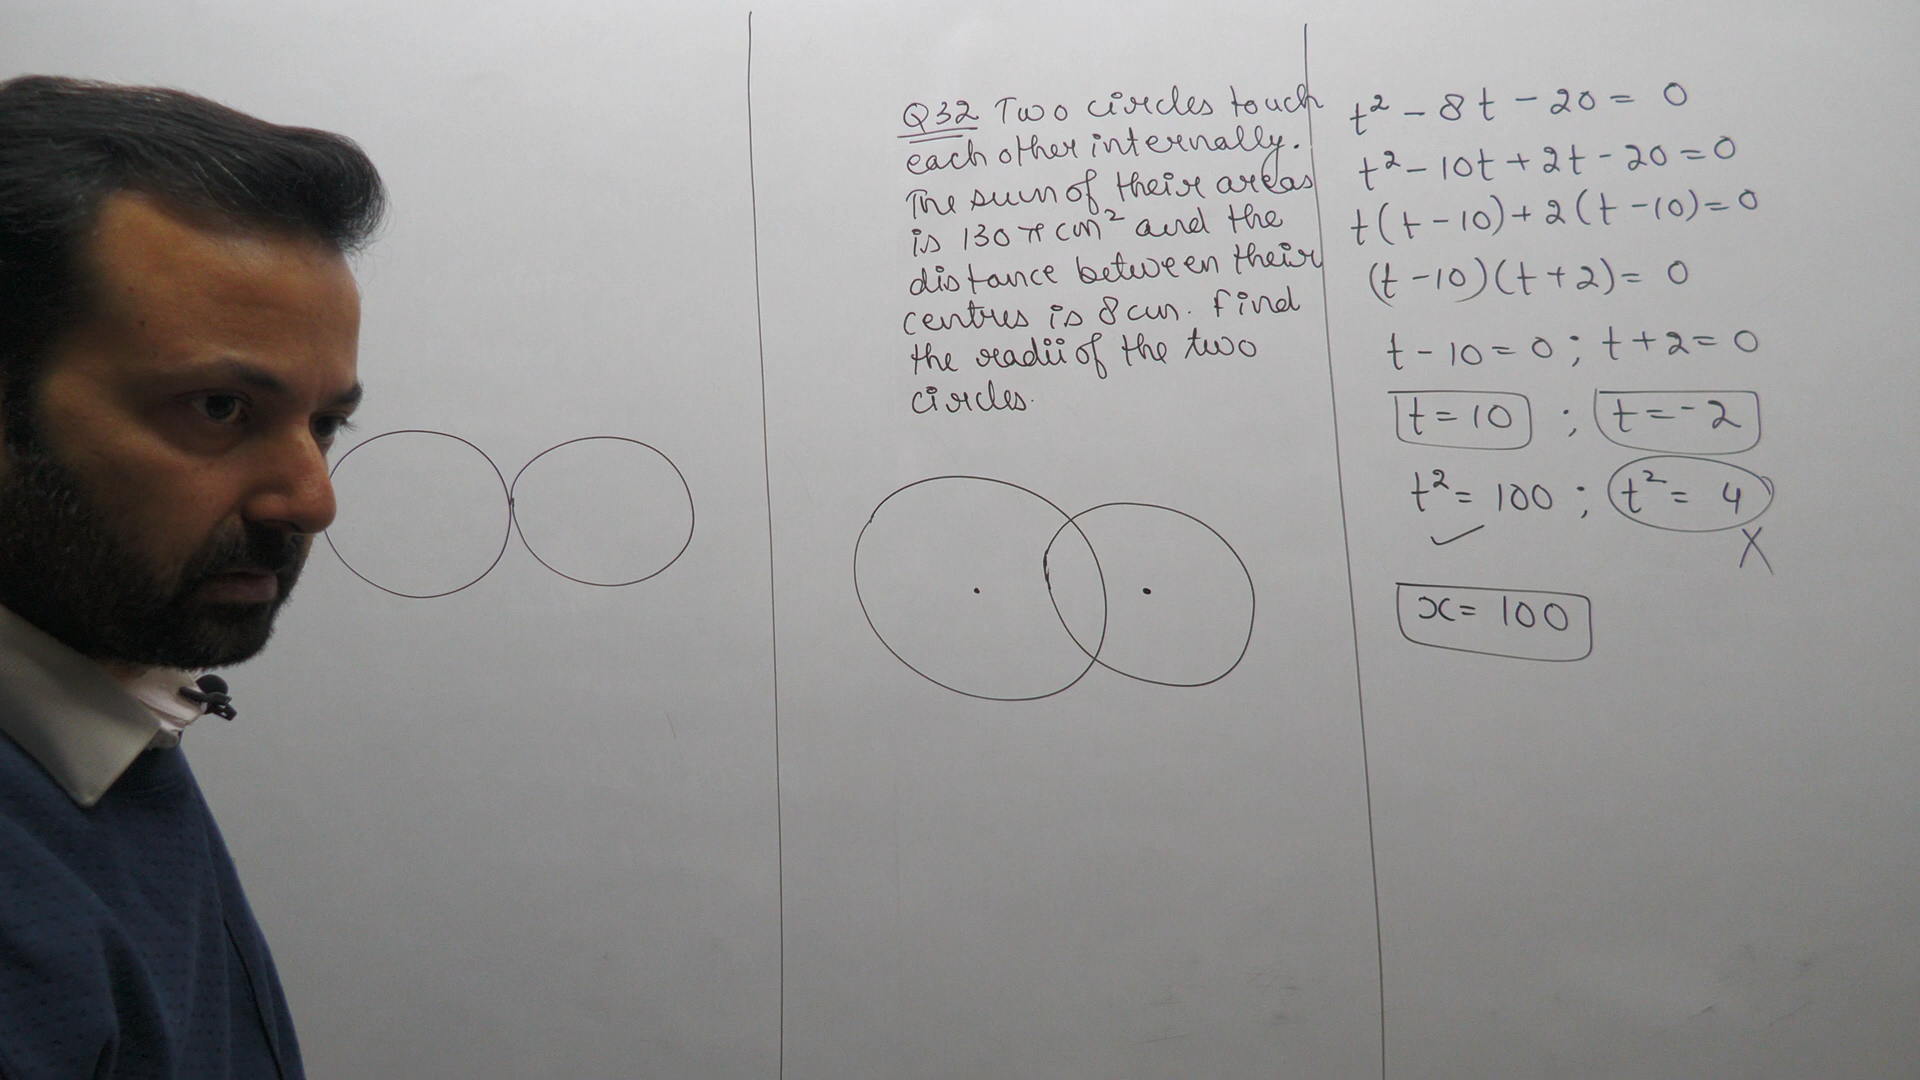 Q32 Two circles touch
each other internally.
The sum of their areas
is 130π cm² and the
distance between their
centres is 8cm. Find
the radii of the two
circles.
t² - 8t - 20 = 0
t² - 10t + 2t - 20 = 0
t(t - 10) + 2(t - 10) = 0
(t - 10)(t + 2) = 0
t - 10 = 0 ; t + 2 = 0
t = 10 ; t = -2
t² = 100 ; t² = 4
✓ X
x = 100